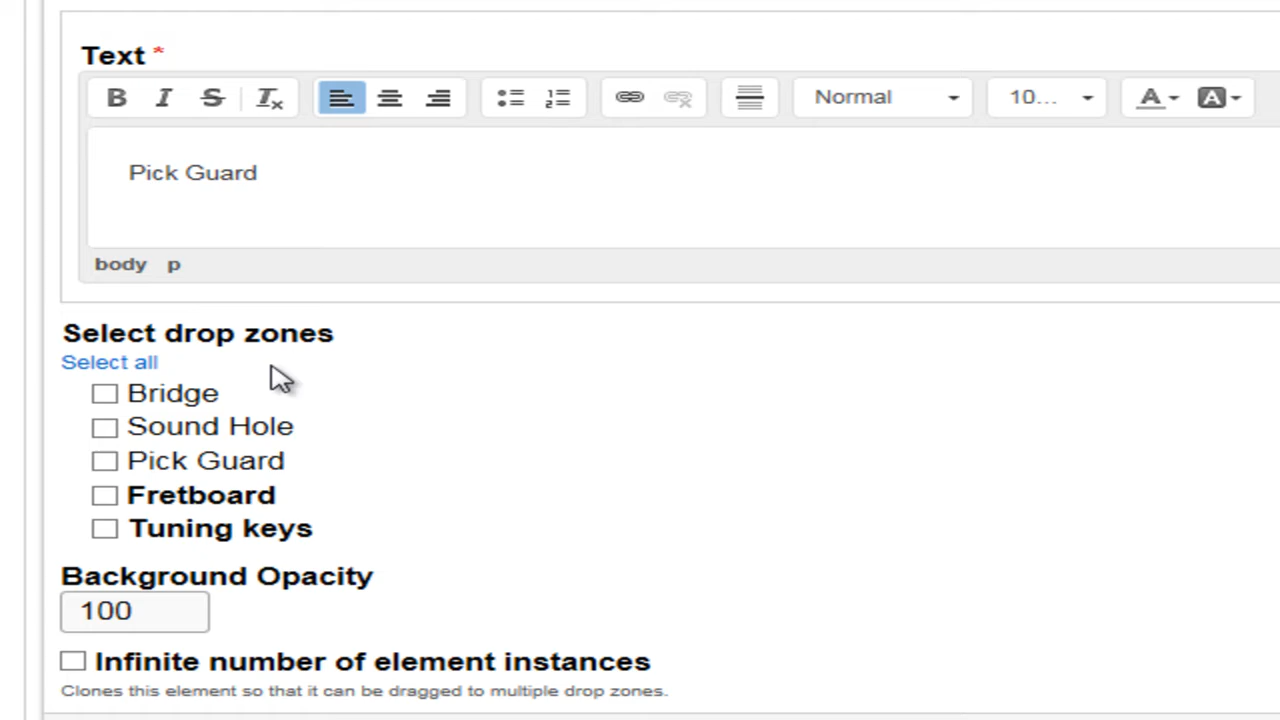 Text *
B I S Tx
Normal 10... A A
Pick Guard
body p
Select drop zones
Select all
Bridge
Sound Hole
Pick Guard
Fretboard
Tuning keys
Background Opacity
100
Infinite number of element instances
Clones this element so that it can be dragged to multiple drop zones.